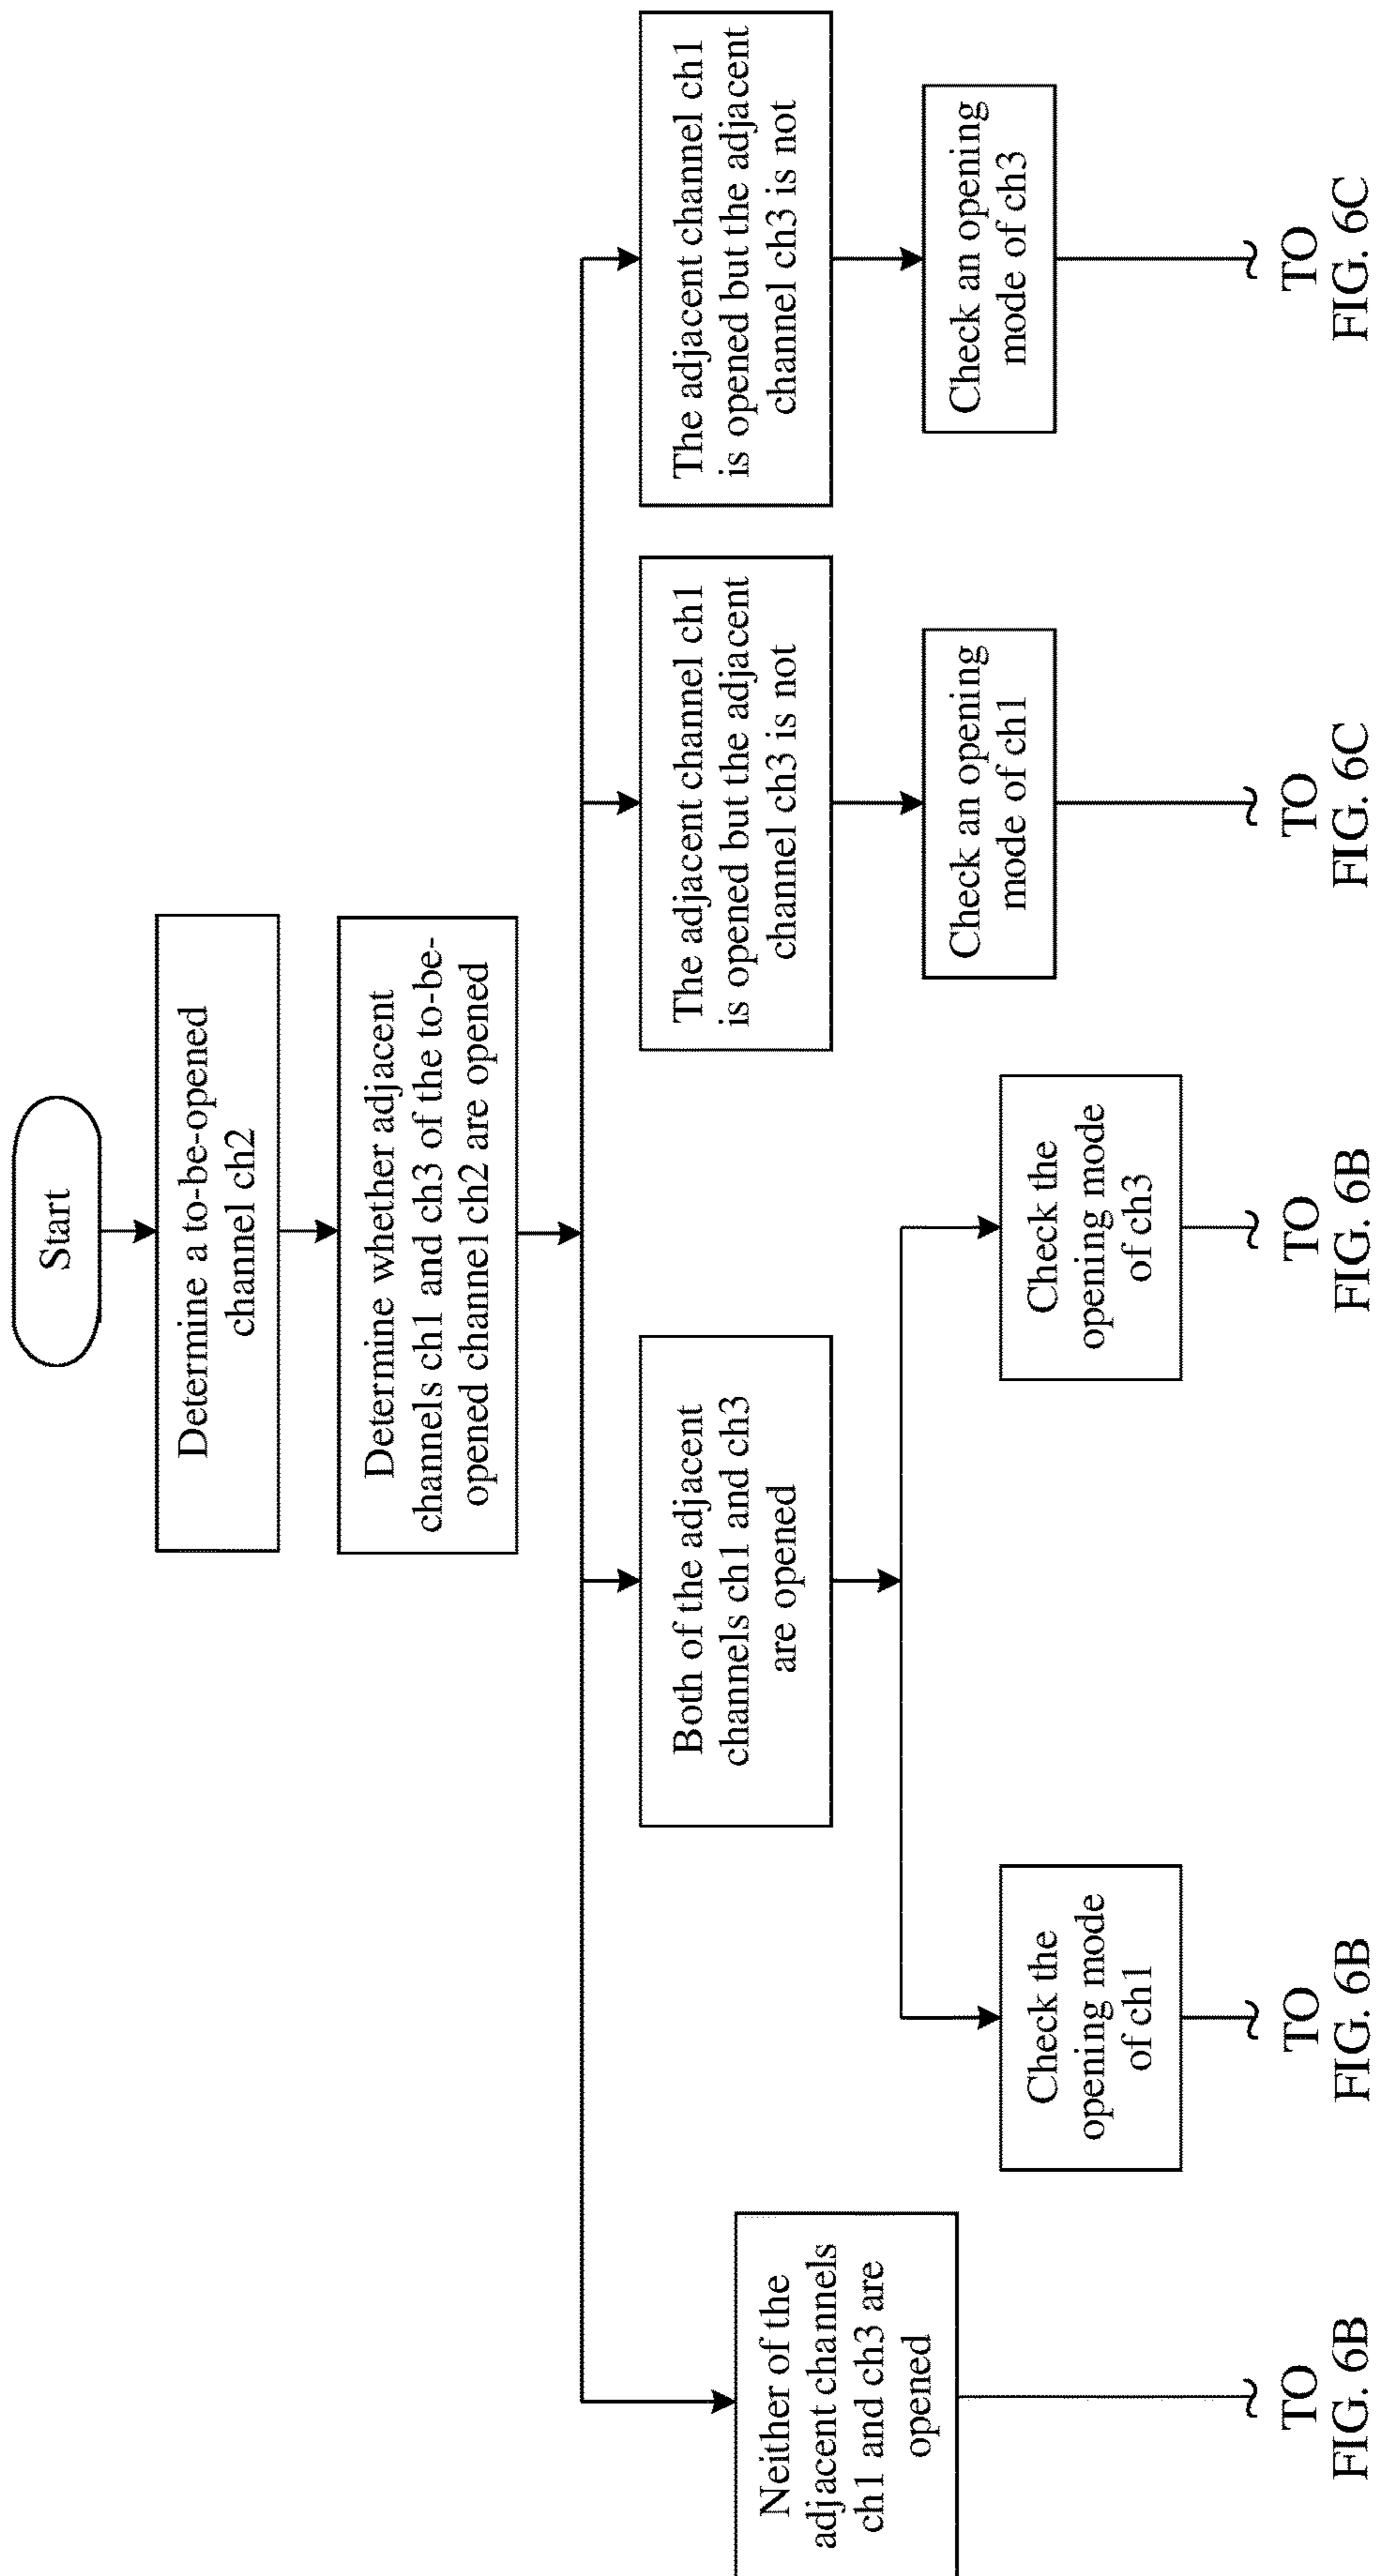 Start
Determine a to-be-opened
channel ch2
Determine whether adjacent
channels ch1 and ch3 of the to-be-
opened channel ch2 are opened
Neither of the
adjacent channels
ch1 and ch3 are
opened
Both of the adjacent
channels ch1 and ch3
are opened
The adjacent channel ch1
is opened but the adjacent
channel ch3 is not
The adjacent channel ch1
is opened but the adjacent
channel ch3 is not
Check the
opening mode
of ch1
Check the
opening mode
of ch3
Check an opening
mode of ch1
Check an opening
mode of ch3
TO
FIG. 6B
TO
FIG. 6B
TO
FIG. 6B
TO
FIG. 6C
TO
FIG. 6C